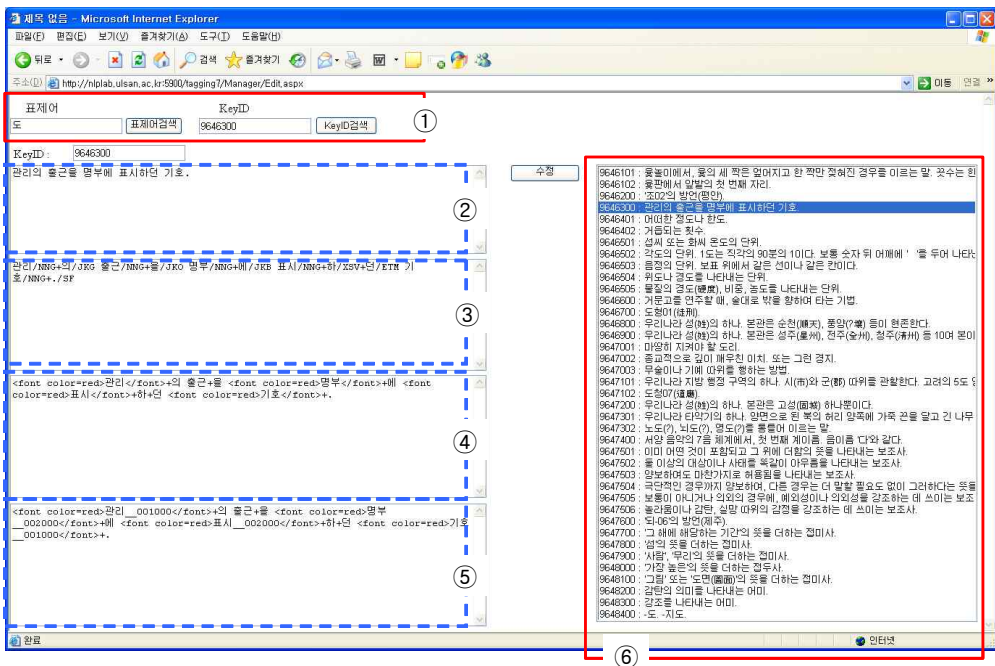 제목 없음 - Microsoft Internet Explorer
파일(F) 편집(E) 보기(V) 즐겨찾기(A) 도구(T) 도움말(H)
뒤로 검색 즐겨찾기
주소(D) http://nlplab.ulsan.ac.kr:5900/tagging7/Manager/Edit.aspx 이동 연결 »
표제어 KeyID
도 표제어검색 9646300 KeyID검색 ①
KeyID : 9646300
관리의 출근을 명부에 표시하던 기호.
②
관리/NNG+의/JKG 출근/NNG+을/JKO 명부/NNG+에/JKB 표시/NNG+하/XSV+던/ETM 기
호/NNG+./SF
③
<font color=red>관리</font>+의 출근+을 <font color=red>명부</font>+에 <font
color=red>표시</font>+하+던 <font color=red>기호</font>+.
④
<font color=red>관리__001000</font>+의 출근+을 <font color=red>명부
__002000</font>+에 <font color=red>표시__002000</font>+하+던 <font color=red>기호
__001000</font>+.
⑤
수정
9646101 : 윷놀이에서, 윷의 세 짝은 엎어지고 한 짝만 젖혀진 경우를 이르는 말. 끗수는 한
9646102 : 윷판에서 말밭의 첫 번째 자리.
9646200 : '조02'의 방언(평안).
9646300 : 관리의 출근을 명부에 표시하던 기호.
9646401 : 어떠한 정도나 한도.
9646402 : 거듭되는 횟수.
9646501 : 섭씨 또는 화씨 온도의 단위.
9646502 : 각도의 단위. 1도는 직각의 90분의 1이다. 보통 숫자 뒤 어깨에 ' '를 두어 나타낸
9646503 : 음정의 단위. 보표 위에서 같은 선이나 같은 칸이다.
9646504 : 위도나 경도를 나타내는 단위.
9646505 : 물질의 경도(硬度), 비중, 농도를 나타내는 단위.
9646600 : 거문고를 연주할 때, 술대로 밖을 향하여 타는 기법.
9646700 : 도형01(徒刑).
9646800 : 우리나라 성(姓)의 하나. 본관은 순천(順天), 풍양(?壤) 등이 현존한다.
9646900 : 우리나라 성(姓)의 하나. 본관은 성주(星州), 전주(全州), 청주(淸州) 등 10여 본이
9647001 : 마땅히 지켜야 할 도리.
9647002 : 종교적으로 깊이 깨우친 이치. 또는 그런 경지.
9647003 : 무술이나 기예 따위를 행하는 방법.
9647101 : 우리나라 지방 행정 구역의 하나. 시(市)와 군(郡) 따위를 관할한다. 고려의 5도
9647102 : 도청07(道廳).
9647200 : 우리나라 성(姓)의 하나. 본관은 고성(固城) 하나뿐이다.
9647301 : 우리나라 타악기의 하나. 양면으로 된 북의 허리 양쪽에 가죽 끈을 달고 긴 나무
9647302 : 노도(?), 뇌도(?), 영도(?)를 통틀어 이르는 말.
9647400 : 서양 음악의 7음 체계에서, 첫 번째 계이름. 음이름 '다'와 같다.
9647501 : 이미 어떤 것이 포함되고 그 위에 더함의 뜻을 나타내는 보조사.
9647502 : 둘 이상의 대상이나 사태를 똑같이 아우름을 나타내는 보조사.
9647503 : 양보하여도 마찬가지로 허용됨을 나타내는 보조사.
9647504 : 극단적인 경우까지 양보하여, 다른 경우는 더 말할 필요도 없이 그러하다는 뜻을
9647505 : 보통이 아니거나 의외의 경우에, 예외성이나 의외성을 강조하는 데 쓰이는 보조
9647506 : 놀라움이나 감탄, 실망 따위의 감정을 강조하는 데 쓰이는 보조사.
9647600 : '되-06'의 방언(제주).
9647700 : '그 해에 해당하는 기간'의 뜻을 더하는 접미사.
9647800 : '섬'의 뜻을 더하는 접미사.
9647900 : '사람', '무리'의 뜻을 더하는 접미사.
9648000 : '가장 높은'의 뜻을 더하는 접두사.
9648100 : '그림' 또는 '도면(圖面)'의 뜻을 더하는 접미사.
9648200 : 감탄의 의미를 나타내는 어미.
9648300 : 강조를 나타내는 어미.
9648400 : -도. -지도.
완료 인터넷
⑥